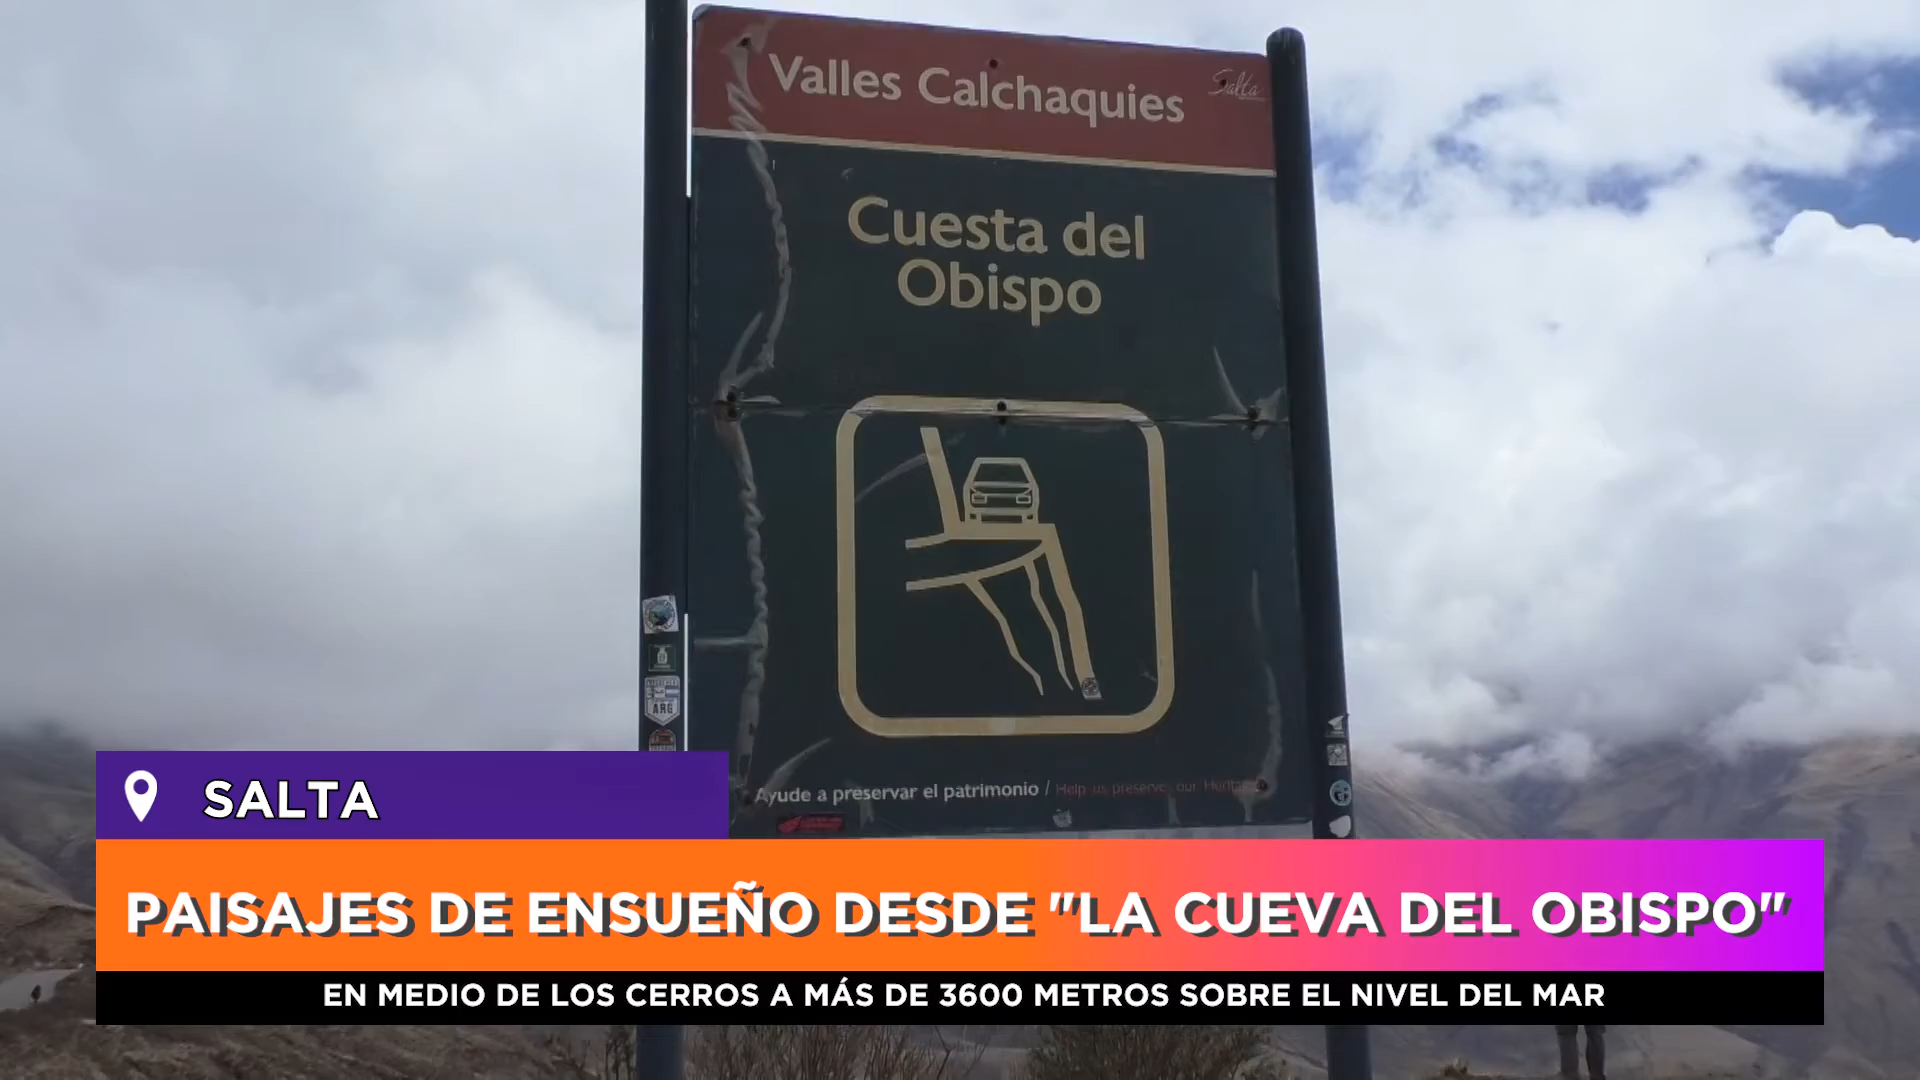 Valles Calchaquies
Salta
Cuesta del
Obispo
Ayude a preservar el patrimonio / Help us preserve our Heritage
ARG
SALTA
PAISAJES DE ENSUEÑO DESDE "LA CUEVA DEL OBISPO"
EN MEDIO DE LOS CERROS A MÁS DE 3600 METROS SOBRE EL NIVEL DEL MAR